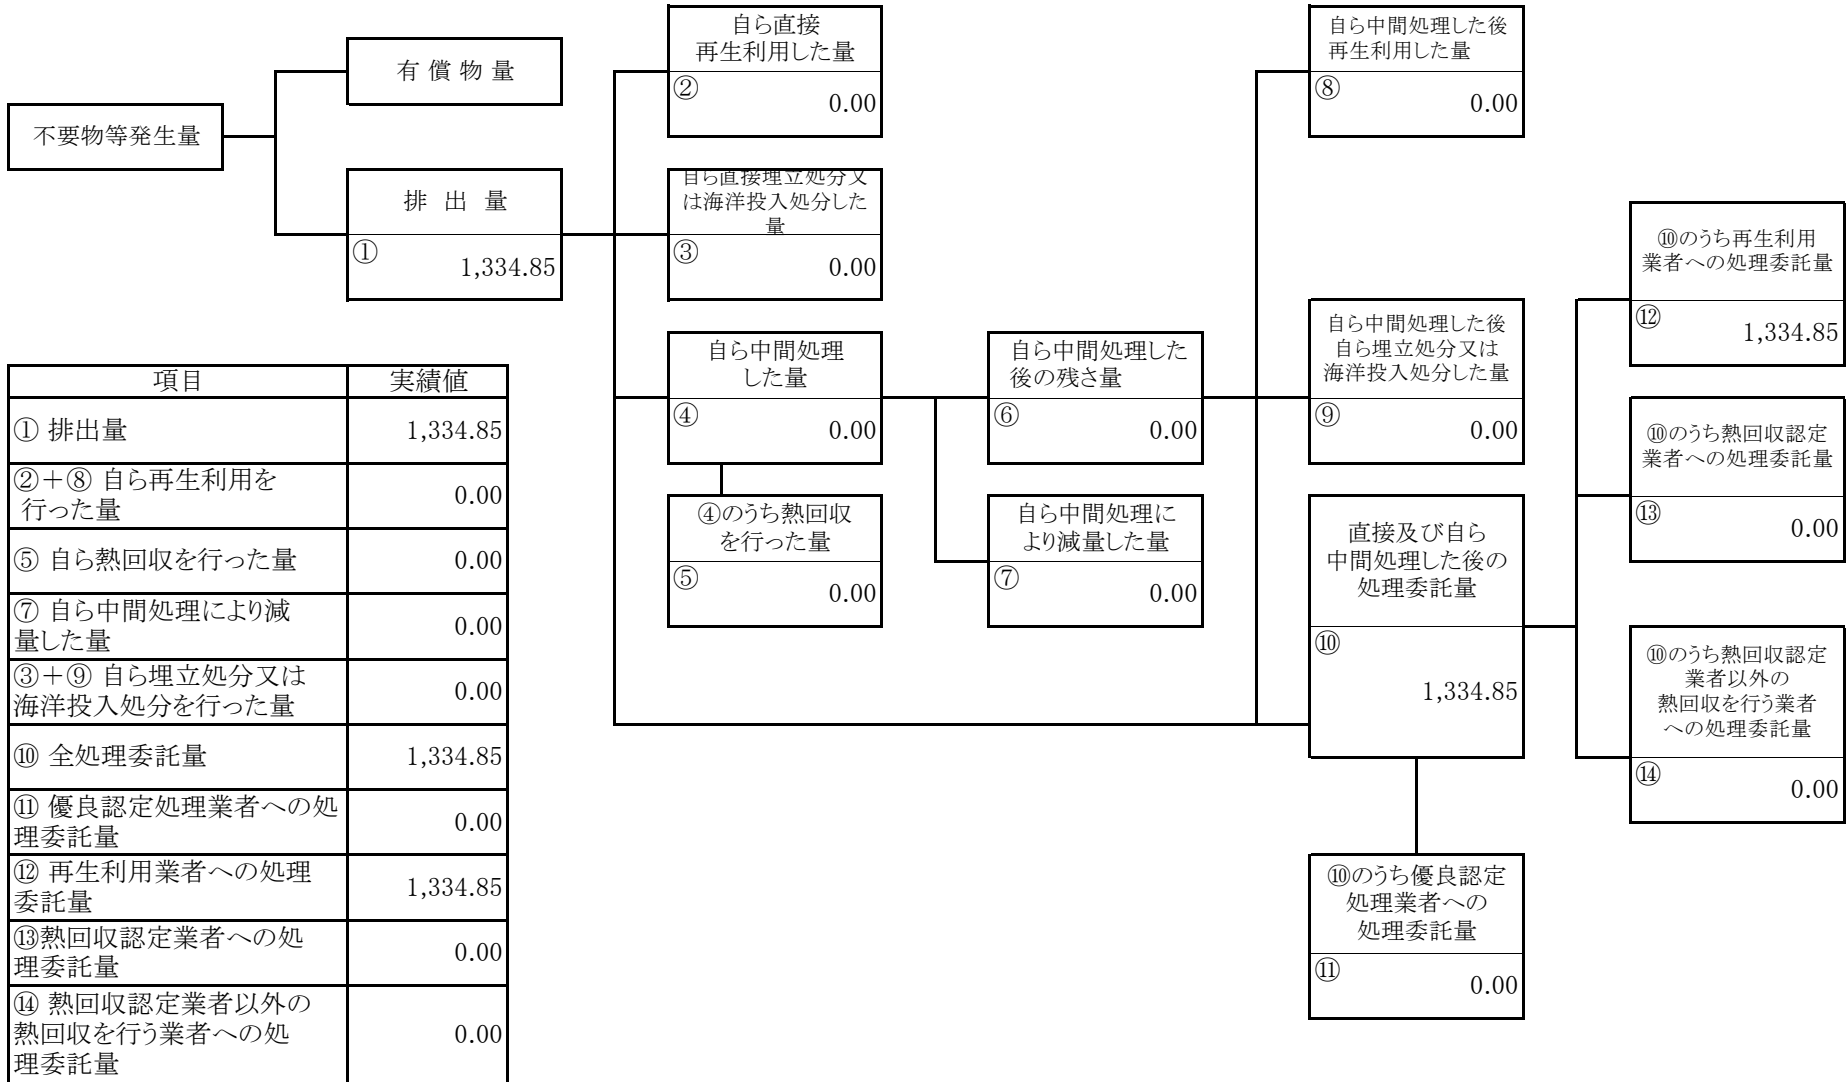 不要物等発生量
有 償 物 量
排 出 量
①
1,334.85
自ら直接
再生利用した量
②
0.00
自ら直接埋立処分又
は海洋投入処分した
量
③
0.00
自ら中間処理
した量
④
0.00
④のうち熱回収
を行った量
⑤
0.00
自ら中間処理した
後の残さ量
⑥
0.00
自ら中間処理に
より減量した量
⑦
0.00
自ら中間処理した後
再生利用した量
⑧
0.00
自ら中間処理した後
自ら埋立処分又は
海洋投入処分した量
⑨
0.00
直接及び自ら
中間処理した後の
処理委託量
⑩
1,334.85
⑩のうち優良認定
処理業者への
処理委託量
⑪
0.00
⑩のうち再生利用
業者への処理委託量
⑫
1,334.85
⑩のうち熱回収認定
業者への処理委託量
⑬
0.00
⑩のうち熱回収認定
業者以外の
熱回収を行う業者
への処理委託量
⑭
0.00
項目 実績値
① 排出量 1,334.85
②+⑧ 自ら再生利用を
行った量
0.00
⑤ 自ら熱回収を行った量 0.00
⑦ 自ら中間処理により減
量した量
0.00
③+⑨ 自ら埋立処分又は
海洋投入処分を行った量
0.00
⑩ 全処理委託量 1,334.85
⑪ 優良認定処理業者への処
理委託量
0.00
⑫ 再生利用業者への処理
委託量
1,334.85
⑬熱回収認定業者への処
理委託量
0.00
⑭ 熱回収認定業者以外の
熱回収を行う業者への処
理委託量
0.00